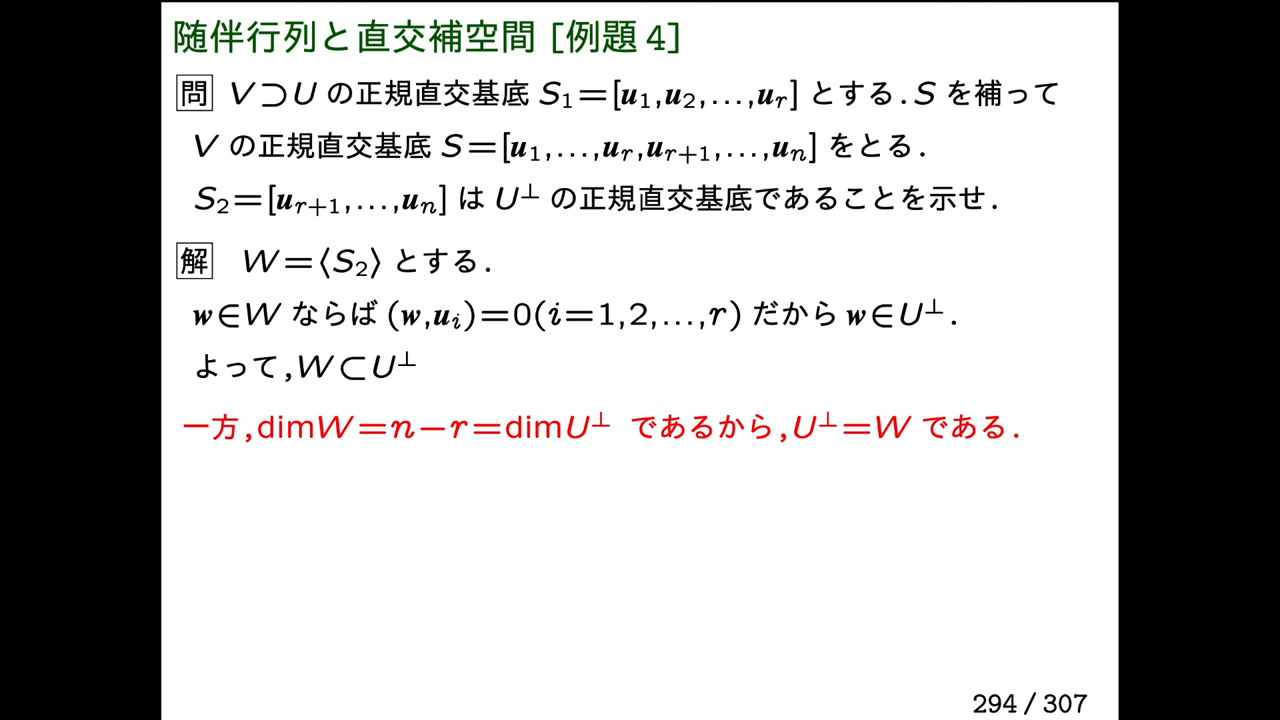 随伴行列と直交補空間 [例題 4]
問 V⊃U の正規直交基底 S₁=[u₁,u₂,...,uᵣ] とする.S を補って
V の正規直交基底 S=[u₁,...,uᵣ,uᵣ₊₁,...,uₙ] をとる.
S₂=[uᵣ₊₁,...,uₙ] は U⊥ の正規直交基底であることを示せ.
解 W=⟨S₂⟩ とする.
w∈W ならば (w,uᵢ)=0(i=1,2,...,r) だから w∈U⊥.
よって,W⊂U⊥
一方,dimW=n−r=dimU⊥ であるから,U⊥=W である.
294 / 307